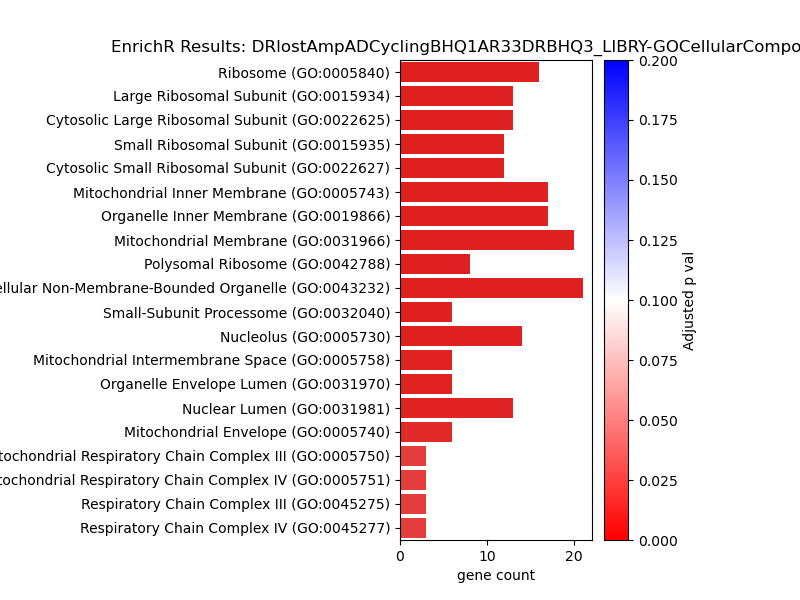 EnrichR Results: DRlostAmpADCyclingBHQ1AR33DRBHQ3_LIBRY-GOCellularCompo
Ribosome (GO:0005840)
Large Ribosomal Subunit (GO:0015934)
Cytosolic Large Ribosomal Subunit (GO:0022625)
Small Ribosomal Subunit (GO:0015935)
Cytosolic Small Ribosomal Subunit (GO:0022627)
Mitochondrial Inner Membrane (GO:0005743)
Organelle Inner Membrane (GO:0019866)
Mitochondrial Membrane (GO:0031966)
Polysomal Ribosome (GO:0042788)
ellular Non-Membrane-Bounded Organelle (GO:0043232)
Small-Subunit Processome (GO:0032040)
Nucleolus (GO:0005730)
Mitochondrial Intermembrane Space (GO:0005758)
Organelle Envelope Lumen (GO:0031970)
Nuclear Lumen (GO:0031981)
Mitochondrial Envelope (GO:0005740)
tochondrial Respiratory Chain Complex III (GO:0005750)
tochondrial Respiratory Chain Complex IV (GO:0005751)
Respiratory Chain Complex III (GO:0045275)
Respiratory Chain Complex IV (GO:0045277)
0 10 20
gene count
0.200
0.175
0.150
0.125
0.100
0.075
0.050
0.025
0.000
Adjusted p val